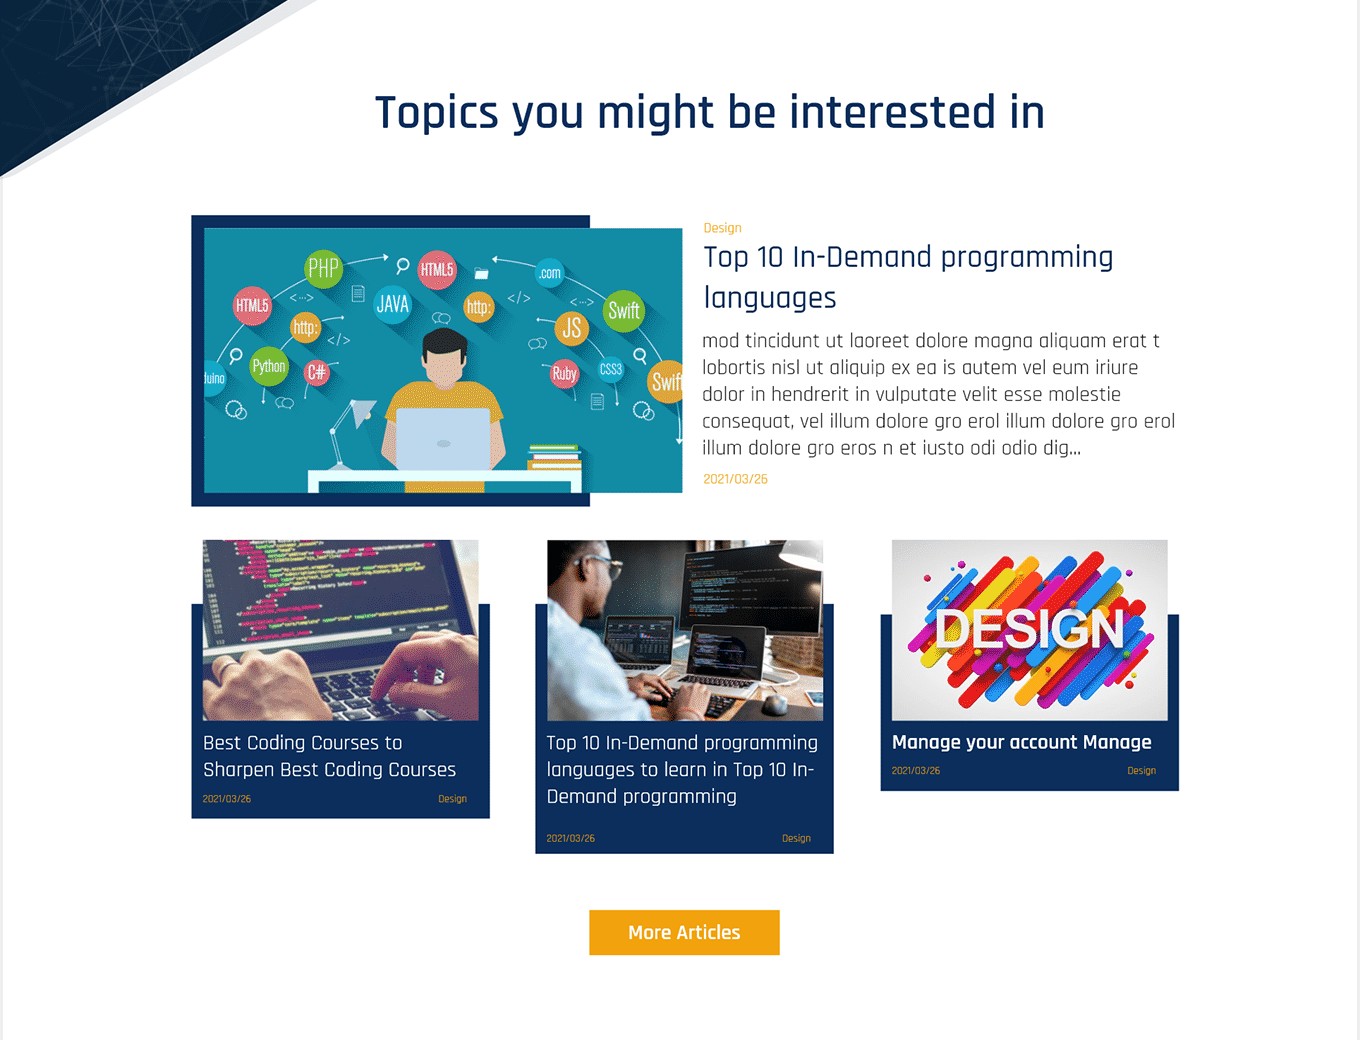 Topics you might be interested in
Design
Top 10 In-Demand programming
languages
mod tincidunt ut laoreet dolore magna aliquam erat t
lobortis nisl ut aliquip ex ea is autem vel eum iriure
dolor in hendrerit in vulputate velit esse molestie
consequat, vel illum dolore gro erol illum dolore gro erol
illum dolore gro eros n et iusto odi odio dig...
2021/03/26
PHP
HTML5
.com
HTML5
JAVA
http:
Swift
http:
</>
JS
</>
Python
C#
Ruby
CSS3
duino
Swif
DESIGN
Best Coding Courses to
Sharpen Best Coding Courses
2021/03/26 Design
Top 10 In-Demand programming
languages to learn in Top 10 In-
Demand programming
2021/03/26 Design
Manage your account Manage
2021/03/26 Design
More Articles